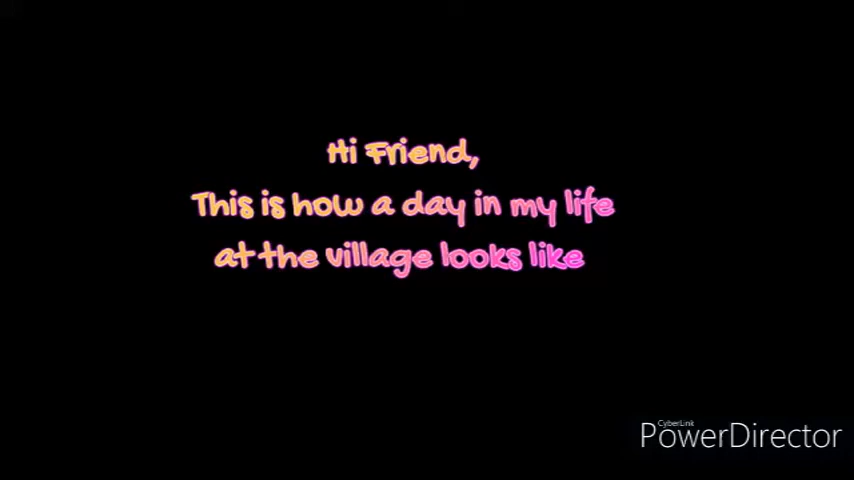 Hi Friend,
This is how a day in my life
at the village looks like
CyberLink
PowerDirector